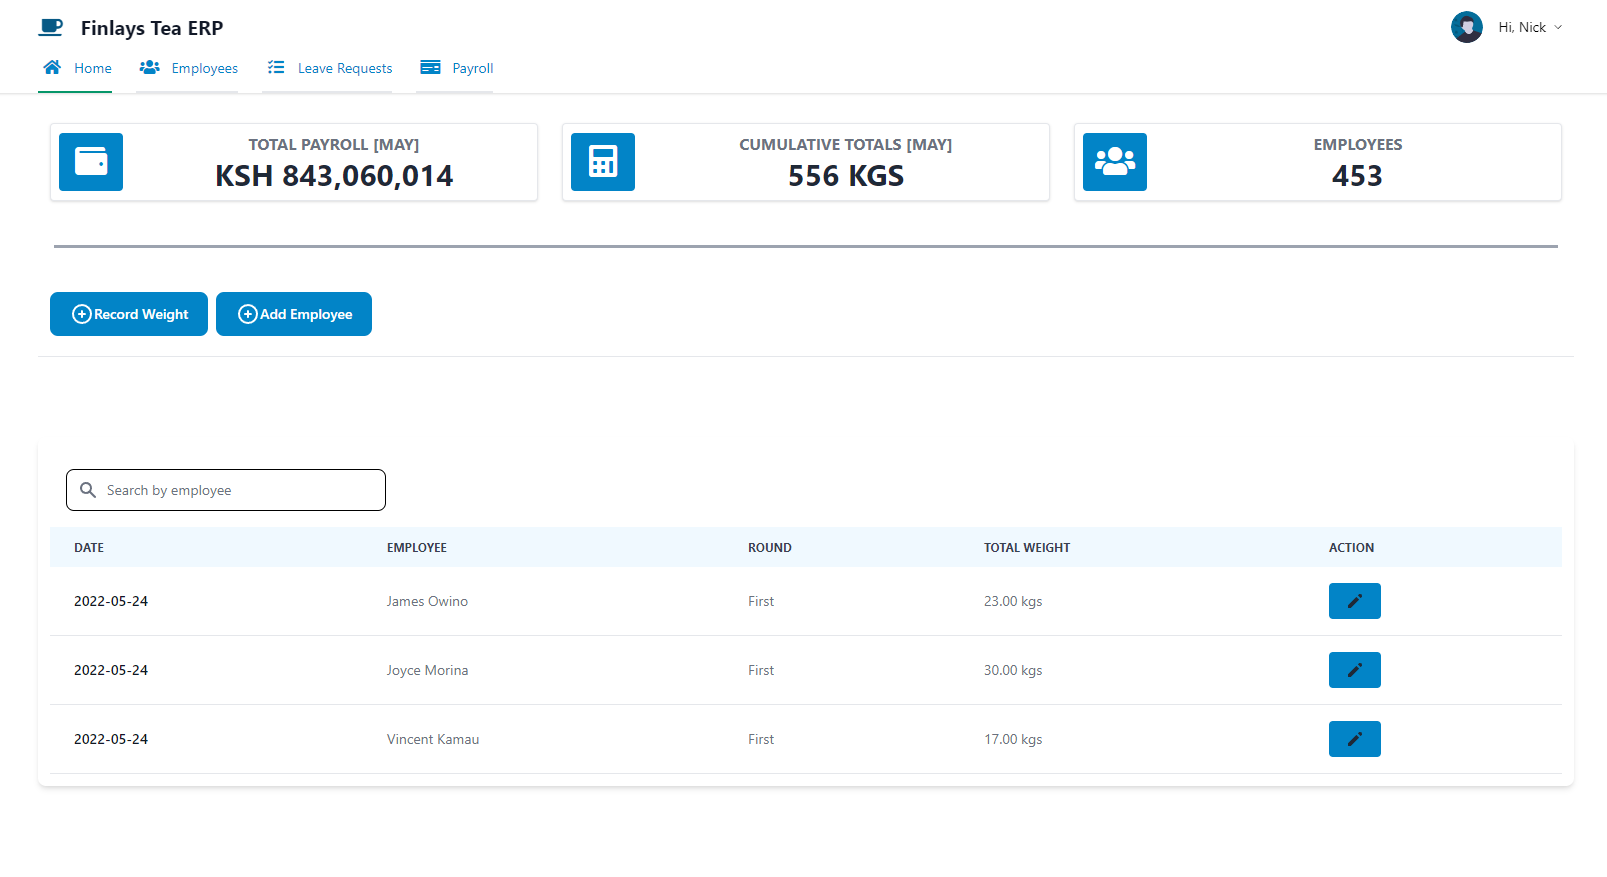 Finlays Tea ERP
Hi, Nick
Home Employees Leave Requests Payroll
TOTAL PAYROLL [MAY]
KSH 843,060,014
CUMULATIVE TOTALS [MAY]
556 KGS
EMPLOYEES
453
Record Weight Add Employee
Search by employee
DATE EMPLOYEE ROUND TOTAL WEIGHT ACTION
2022-05-24 James Owino First 23.00 kgs
2022-05-24 Joyce Morina First 30.00 kgs
2022-05-24 Vincent Kamau First 17.00 kgs